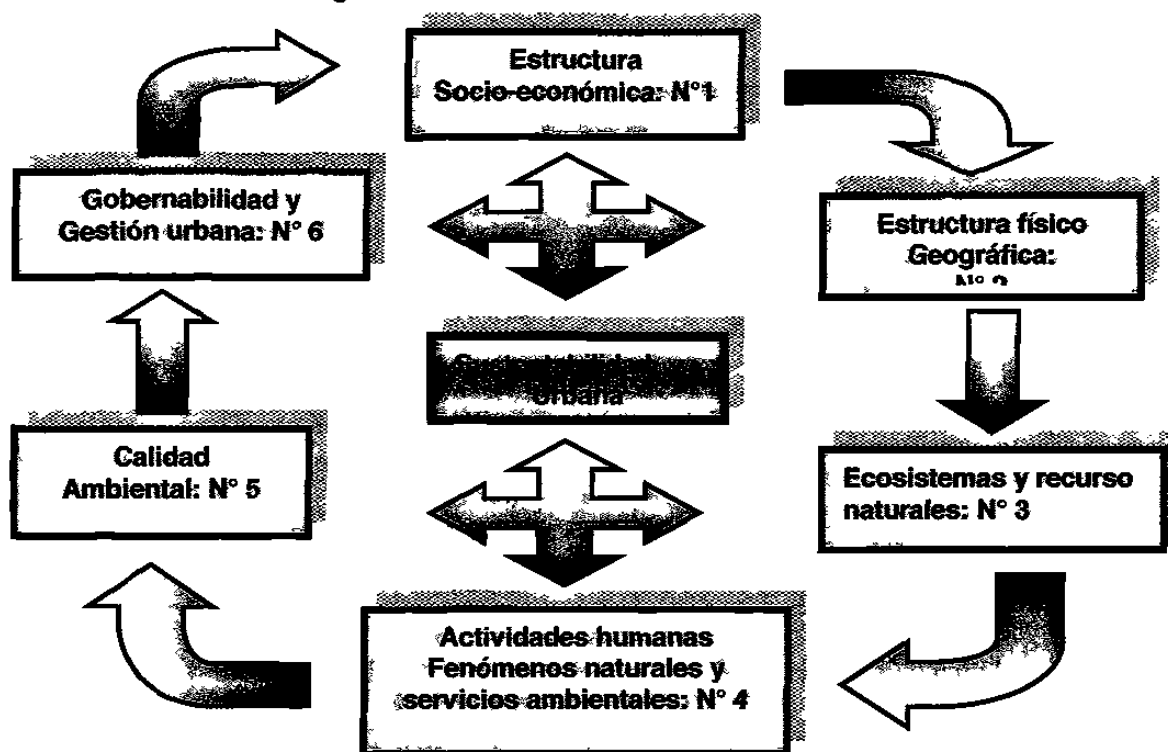 Estructura
Socio-económica: N°1
Gobernabilidad y
Gestión urbana: N° 6
Estructura físico
Geográfica:
Urbana
Calidad
Ambiental: N° 5
Ecosistemas y recurso
naturales: N° 3
Actividades humanas
Fenómenos naturales y
servicios ambientales: N° 4